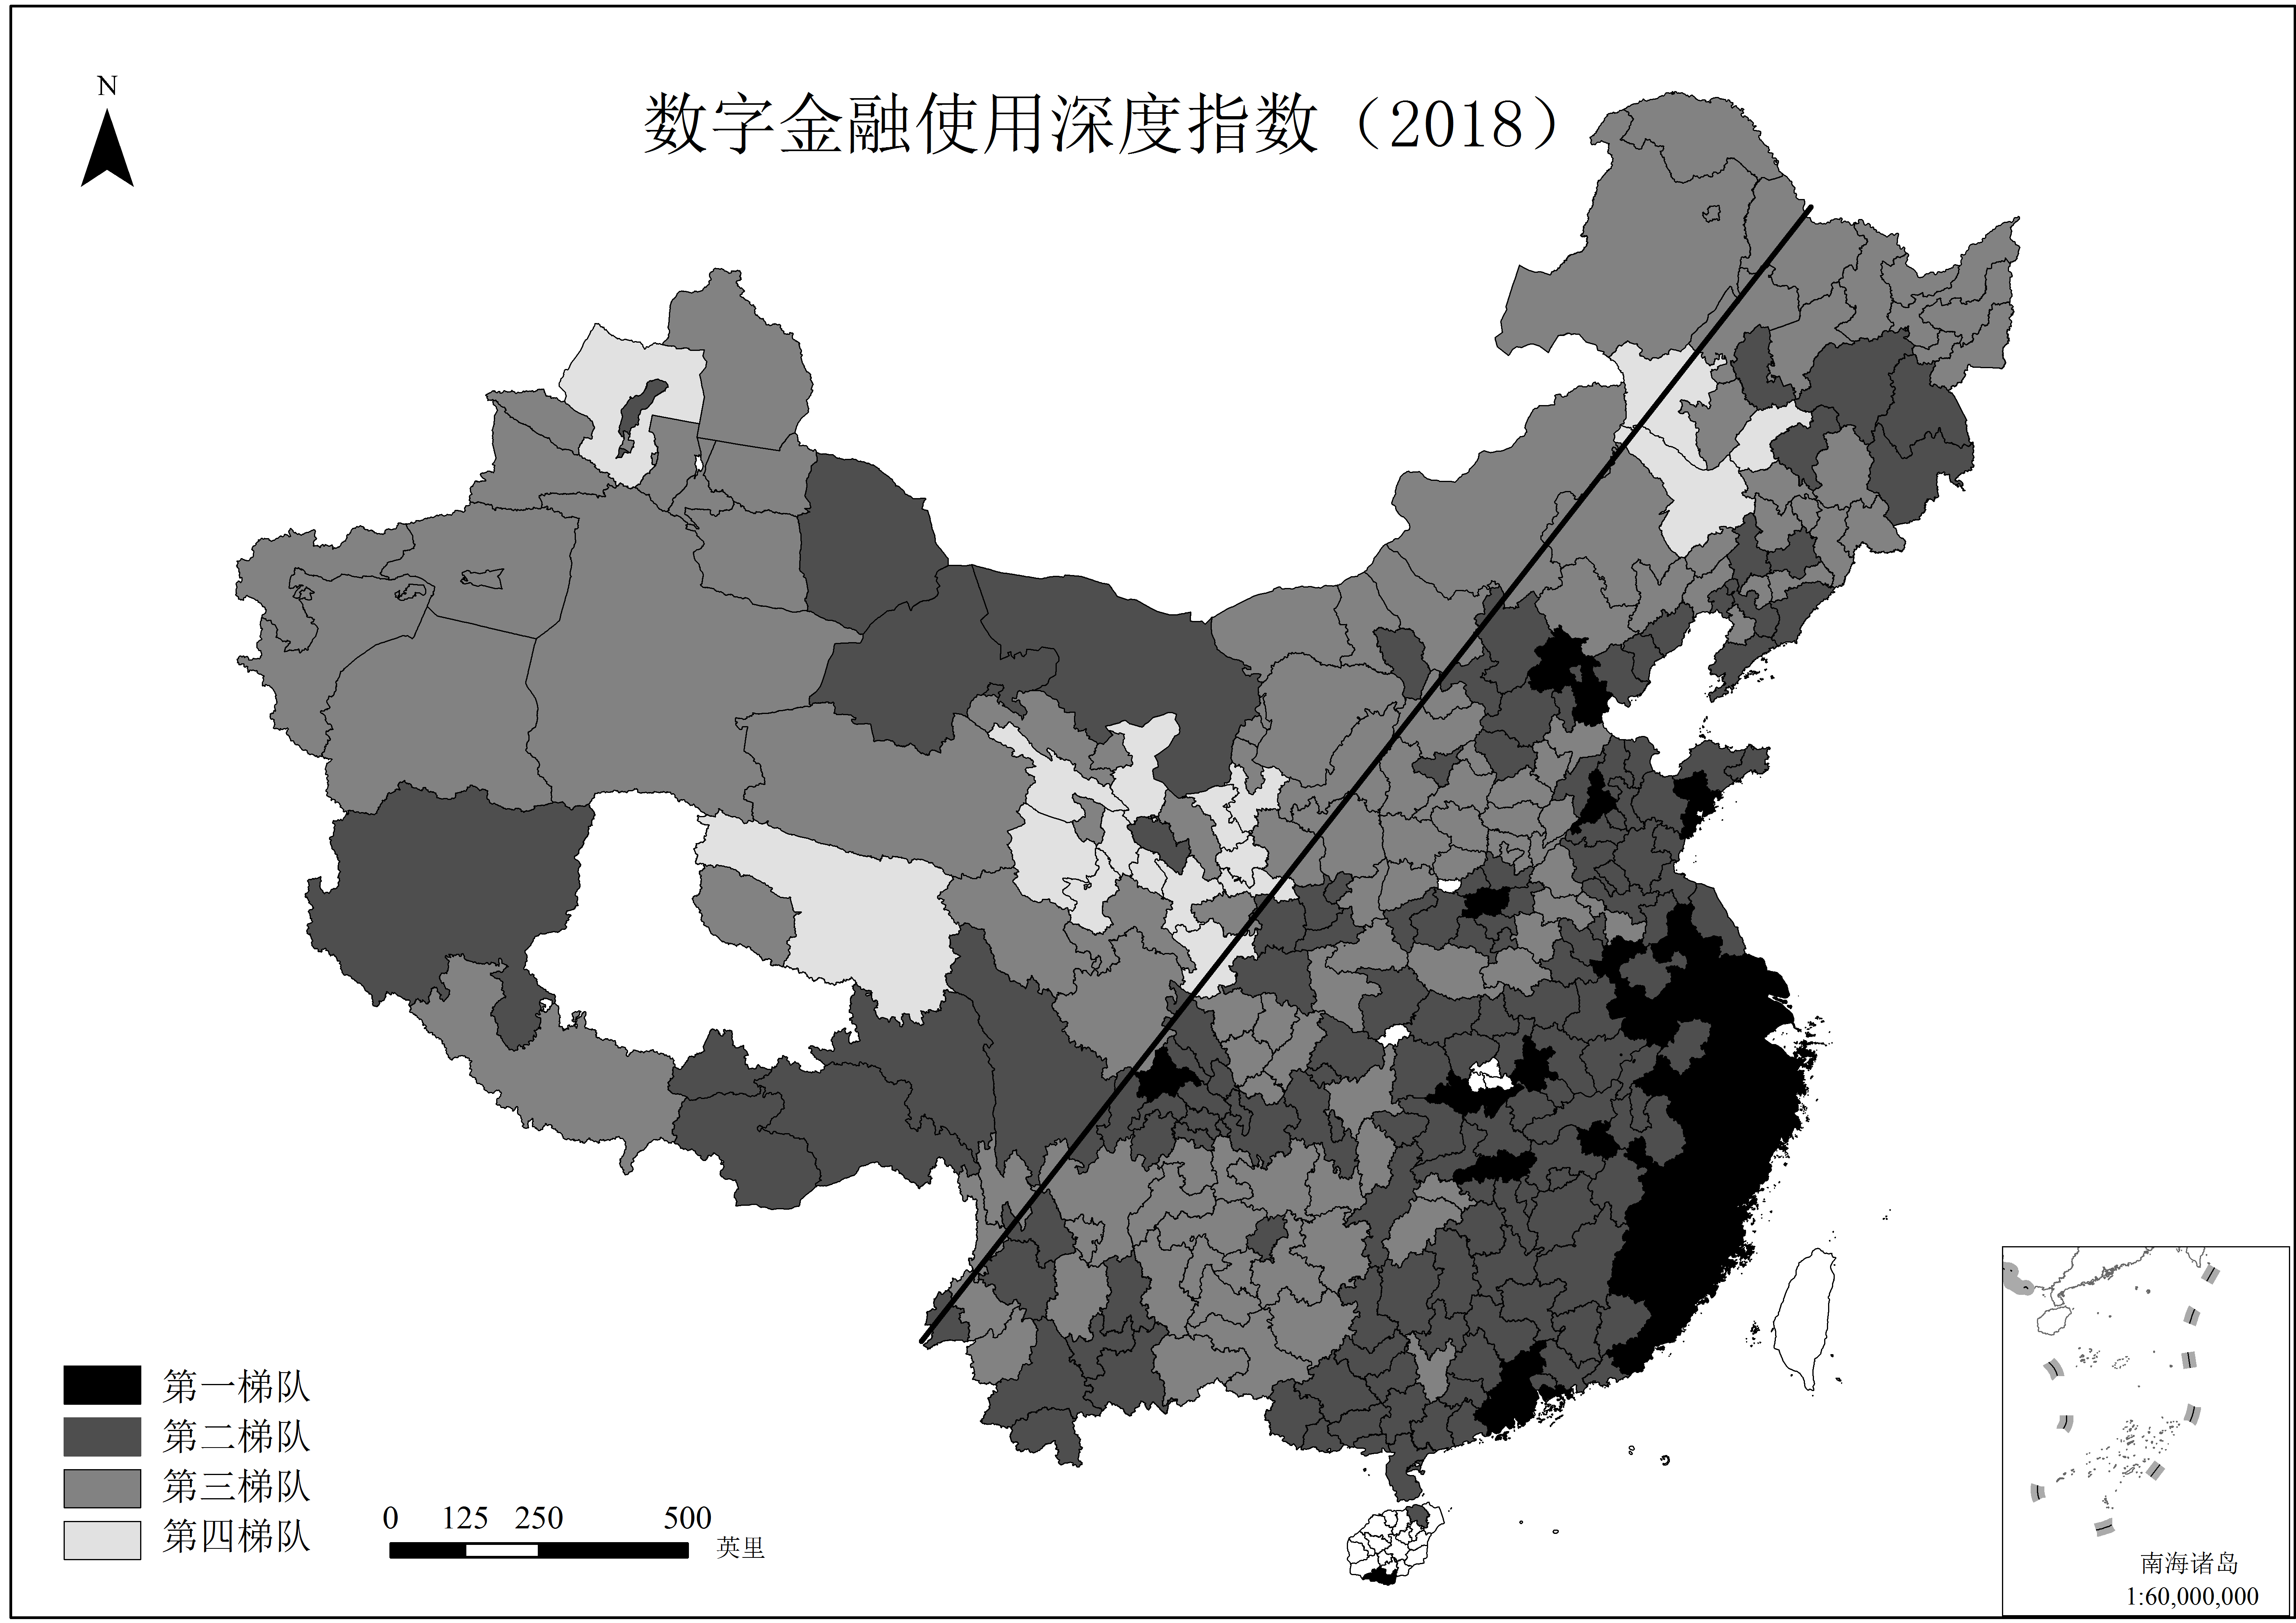 N
数字金融使用深度指数（2018）
第一梯队
第二梯队
第三梯队
第四梯队
0 125 250 500
英里
南海诸岛
1:60,000,000